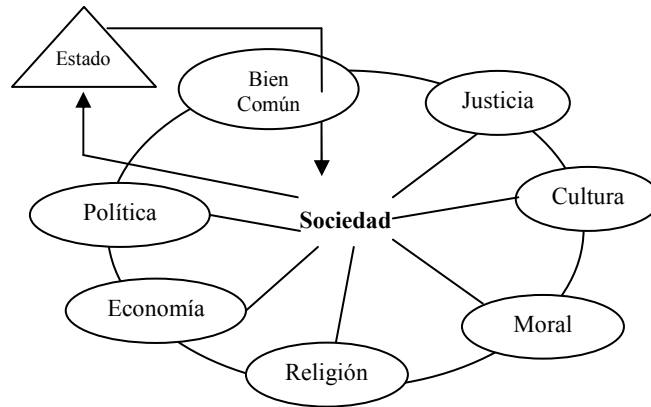 Estado
Bien
Común
Justicia
Cultura
Política
Sociedad
Economía
Moral
Religión